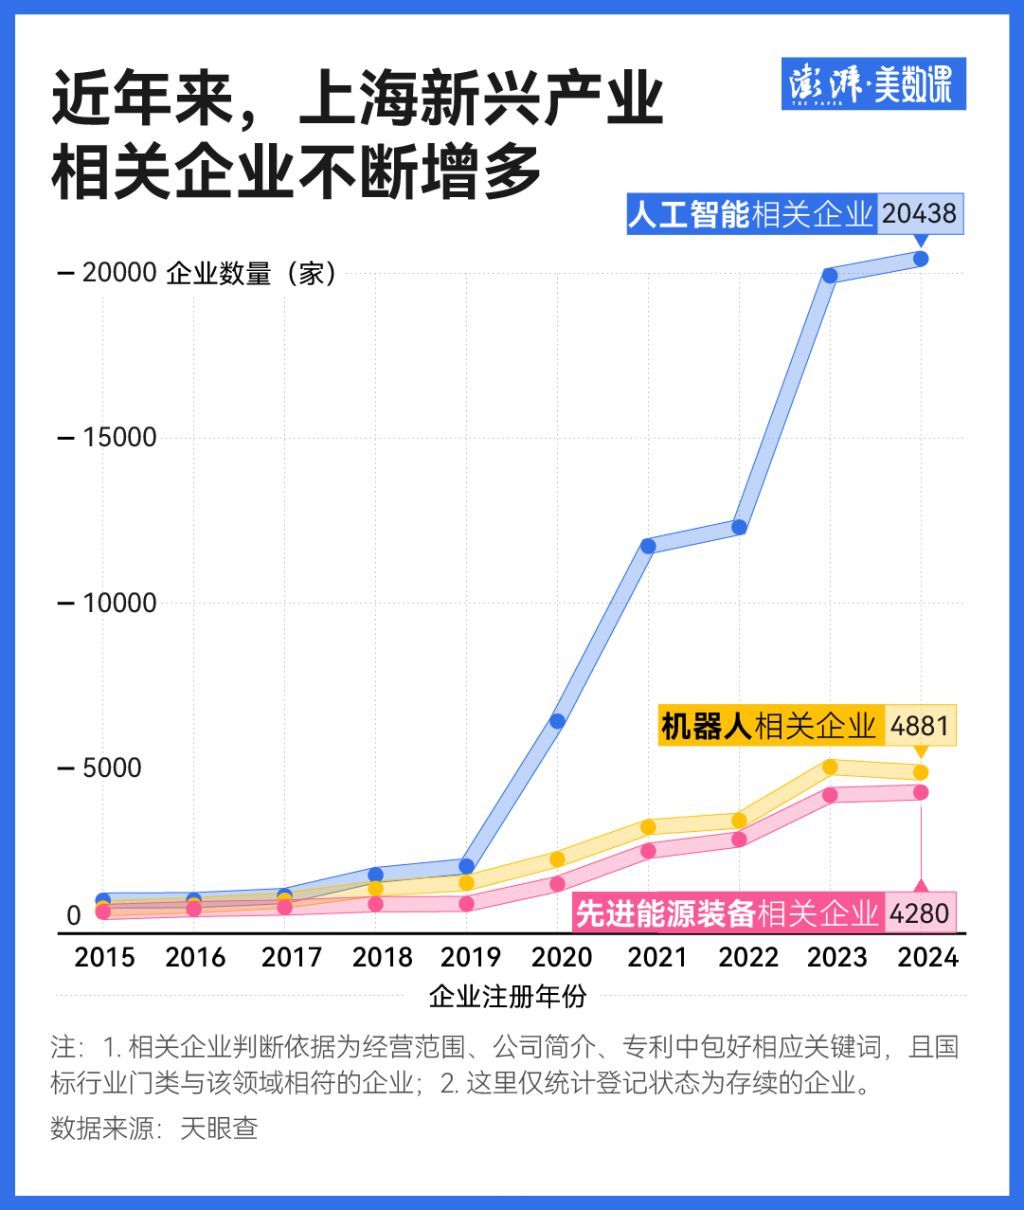 近年来，上海新兴产业
相关企业不断增多
澎湃·美数课
THE PAPER
人工智能相关企业 20438
20000 企业数量（家）
15000
10000
机器人相关企业 4881
5000
先进能源装备相关企业 4280
0
2015 2016 2017 2018 2019 2020 2021 2022 2023 2024
企业注册年份
注：1. 相关企业判断依据为经营范围、公司简介、专利中包好相应关键词，且国
标行业门类与该领域相符的企业；2. 这里仅统计登记状态为存续的企业。
数据来源：天眼查